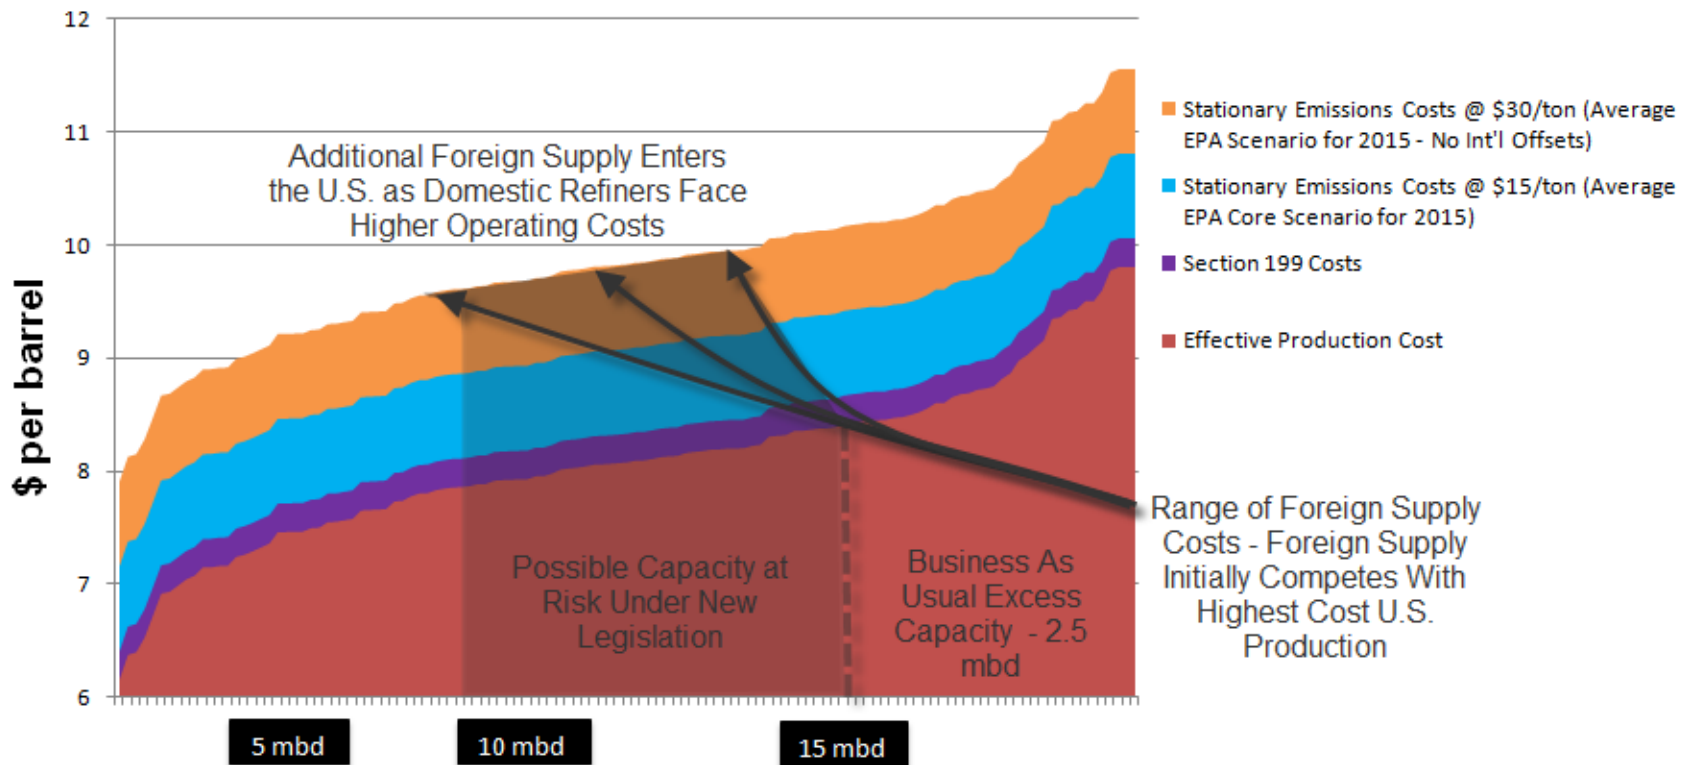 12
11
10
9
8
7
6
$ per barrel
Additional Foreign Supply Enters
the U.S. as Domestic Refiners Face
Higher Operating Costs
Possible Capacity at
Risk Under New
Legislation
Business As
Usual Excess
Capacity - 2.5
mbd
5 mbd
10 mbd
15 mbd
Stationary Emissions Costs @ $30/ton (Average
EPA Scenario for 2015 - No Int'l Offsets)
Stationary Emissions Costs @ $15/ton (Average
EPA Core Scenario for 2015)
Section 199 Costs
Effective Production Cost
Range of Foreign Supply
Costs - Foreign Supply
Initially Competes With
Highest Cost U.S.
Production